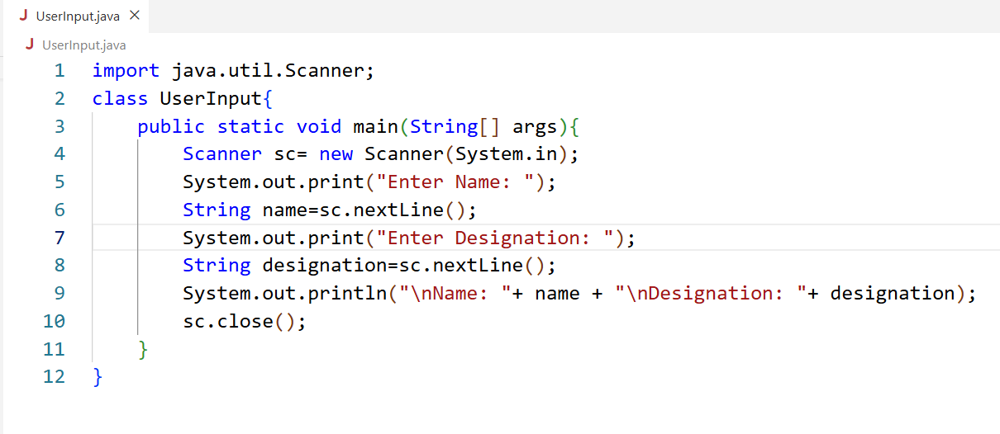 J UserInput.java ×
J UserInput.java
1 import java.util.Scanner;
2 class UserInput{
3     public static void main(String[] args){
4         Scanner sc= new Scanner(System.in);
5         System.out.print("Enter Name: ");
6         String name=sc.nextLine();
7         System.out.print("Enter Designation: ");
8         String designation=sc.nextLine();
9         System.out.println("\nName: "+ name + "\nDesignation: "+ designation);
10         sc.close();
11     }
12 }